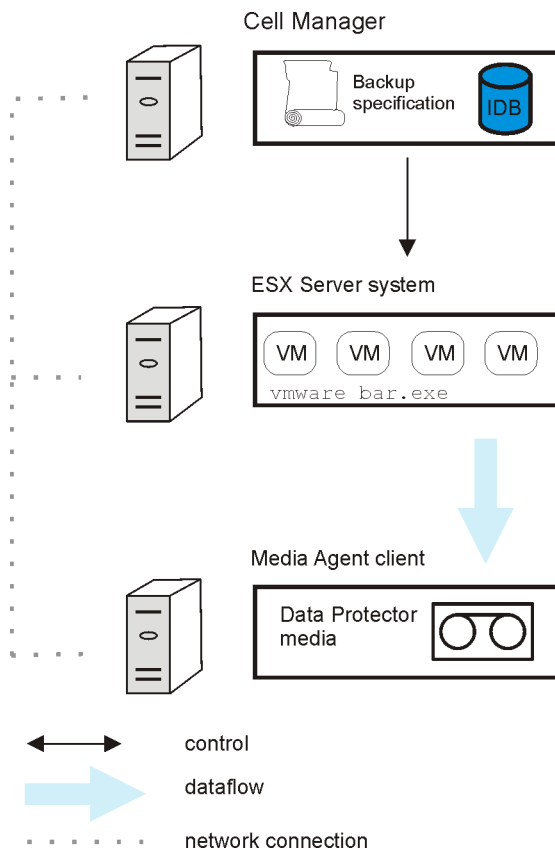 Cell Manager
Backup
specification
IDB
ESX Server system
VM VM VM VM
vmware bar.exe
Media Agent client
Data Protector
media
control
dataflow
network connection